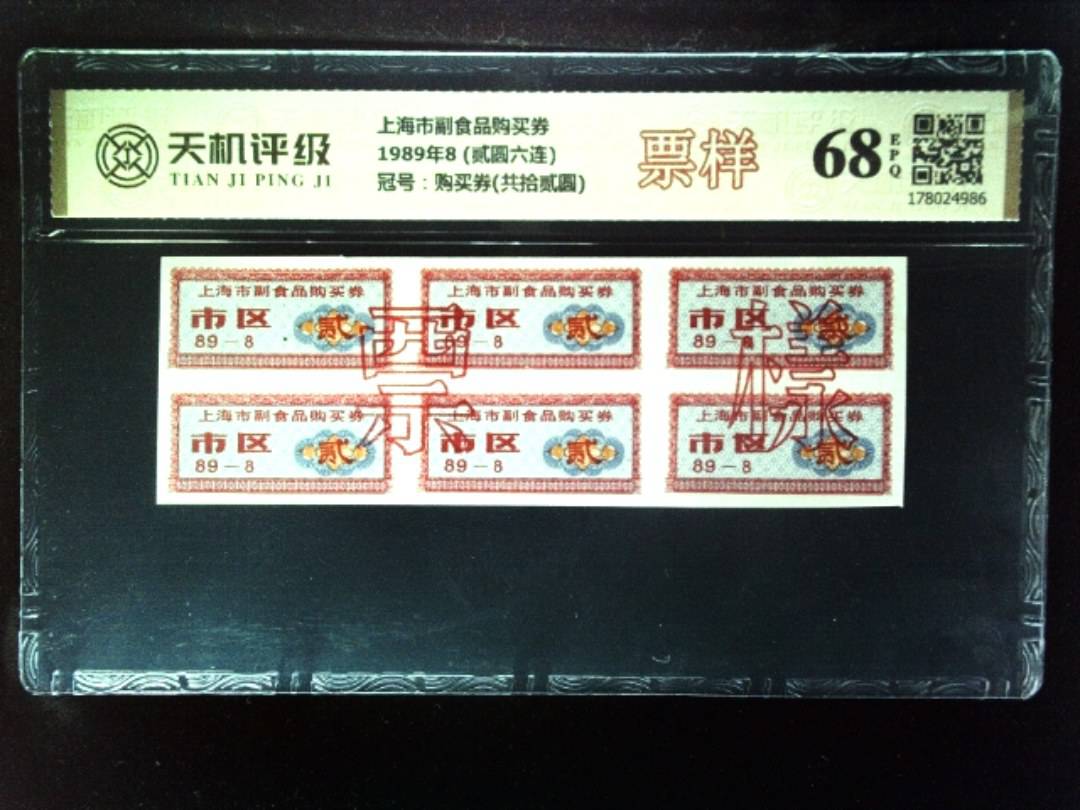 天机评级
TIAN JI PING JI
上海市副食品购买券
1989年8 (贰圆六连)
冠号：购买券(共拾贰圆)
票样
68
EPQ
178024986
上海市副食品购买券
市区
贰
89－8
上海市副食品购买券
市区
贰
89－8
上海市副食品购买券
市区
贰
89－8
上海市副食品购买券
市区
贰
89－8
上海市副食品购买券
市区
贰
89－8
上海市副食品购买券
市区
贰
89－8
票樣